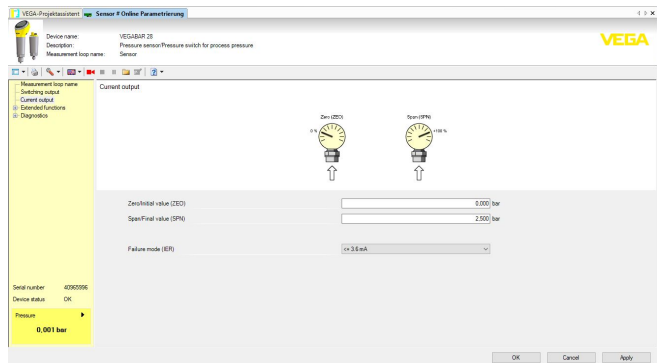 VEGA-Projektassistent Sensor # Online Parametrierung
Device name: VEGABAR 28
Description: Pressure sensor/Pressure switch for process pressure
Measurement loop name: Sensor
VEGA
Measurement loop name
Switching output
Current output
Extended functions
Diagnostics
Current output
Zero (ZED)
0 %
Span (SPN)
+100 %
Zero/Initial value (ZED) 0,000 bar
Span/Final value (SPN) 2,500 bar
Failure mode (IER) <= 3.6 mA
Serial number 40965996
Device status OK
Pressure
0,001 bar
OK Cancel Apply